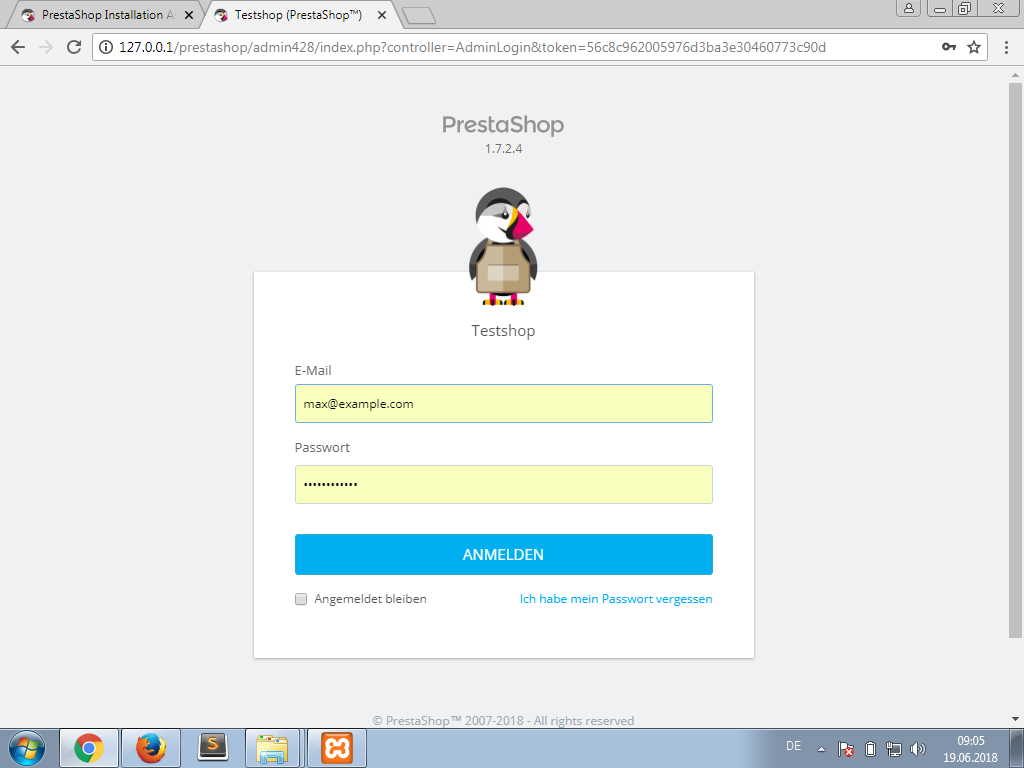 PrestaShop Installation A
Testshop (PrestaShop™)
127.0.0.1/prestashop/admin428/index.php?controller=AdminLogin&token=56c8c962005976d3ba3e30460773c90d
PrestaShop
1.7.2.4
Testshop
E-Mail
max@example.com
Passwort
••••••••••••
ANMELDEN
Angemeldet bleiben
Ich habe mein Passwort vergessen
© PrestaShop™ 2007-2018 - All rights reserved
DE
09:05
19.06.2018